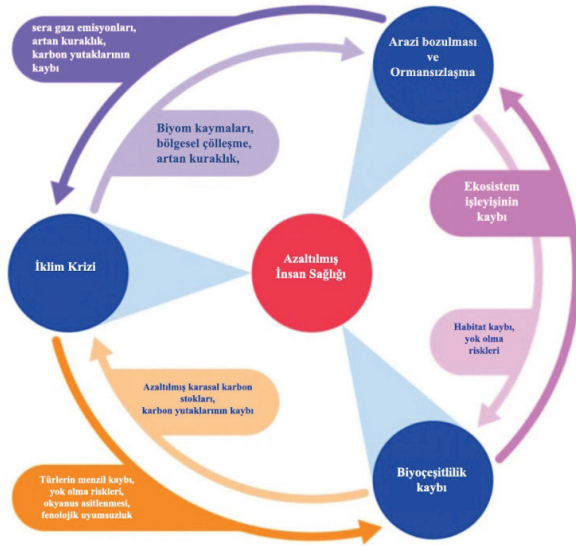 sera gazı emisyonları,
artan kuraklık,
karbon yutaklarının
kaybı
Arazi bozulması
ve
Ormansızlaşma
Biyom kaymaları,
bölgesel çölleşme,
artan kuraklık,
Ekosistem
işleyişinin
kaybı
İklim Krizi
Azaltılmış
İnsan Sağlığı
Habitat kaybı,
yok olma
riskleri
Azaltılmış karasal karbon
stokları,
karbon yutaklarının kaybı
Türlerin menzil kaybı,
yok olma riskleri,
okyanus asitlenmesi,
fenolojik uyumsuzluk
Biyoçeşitlilik
kaybı